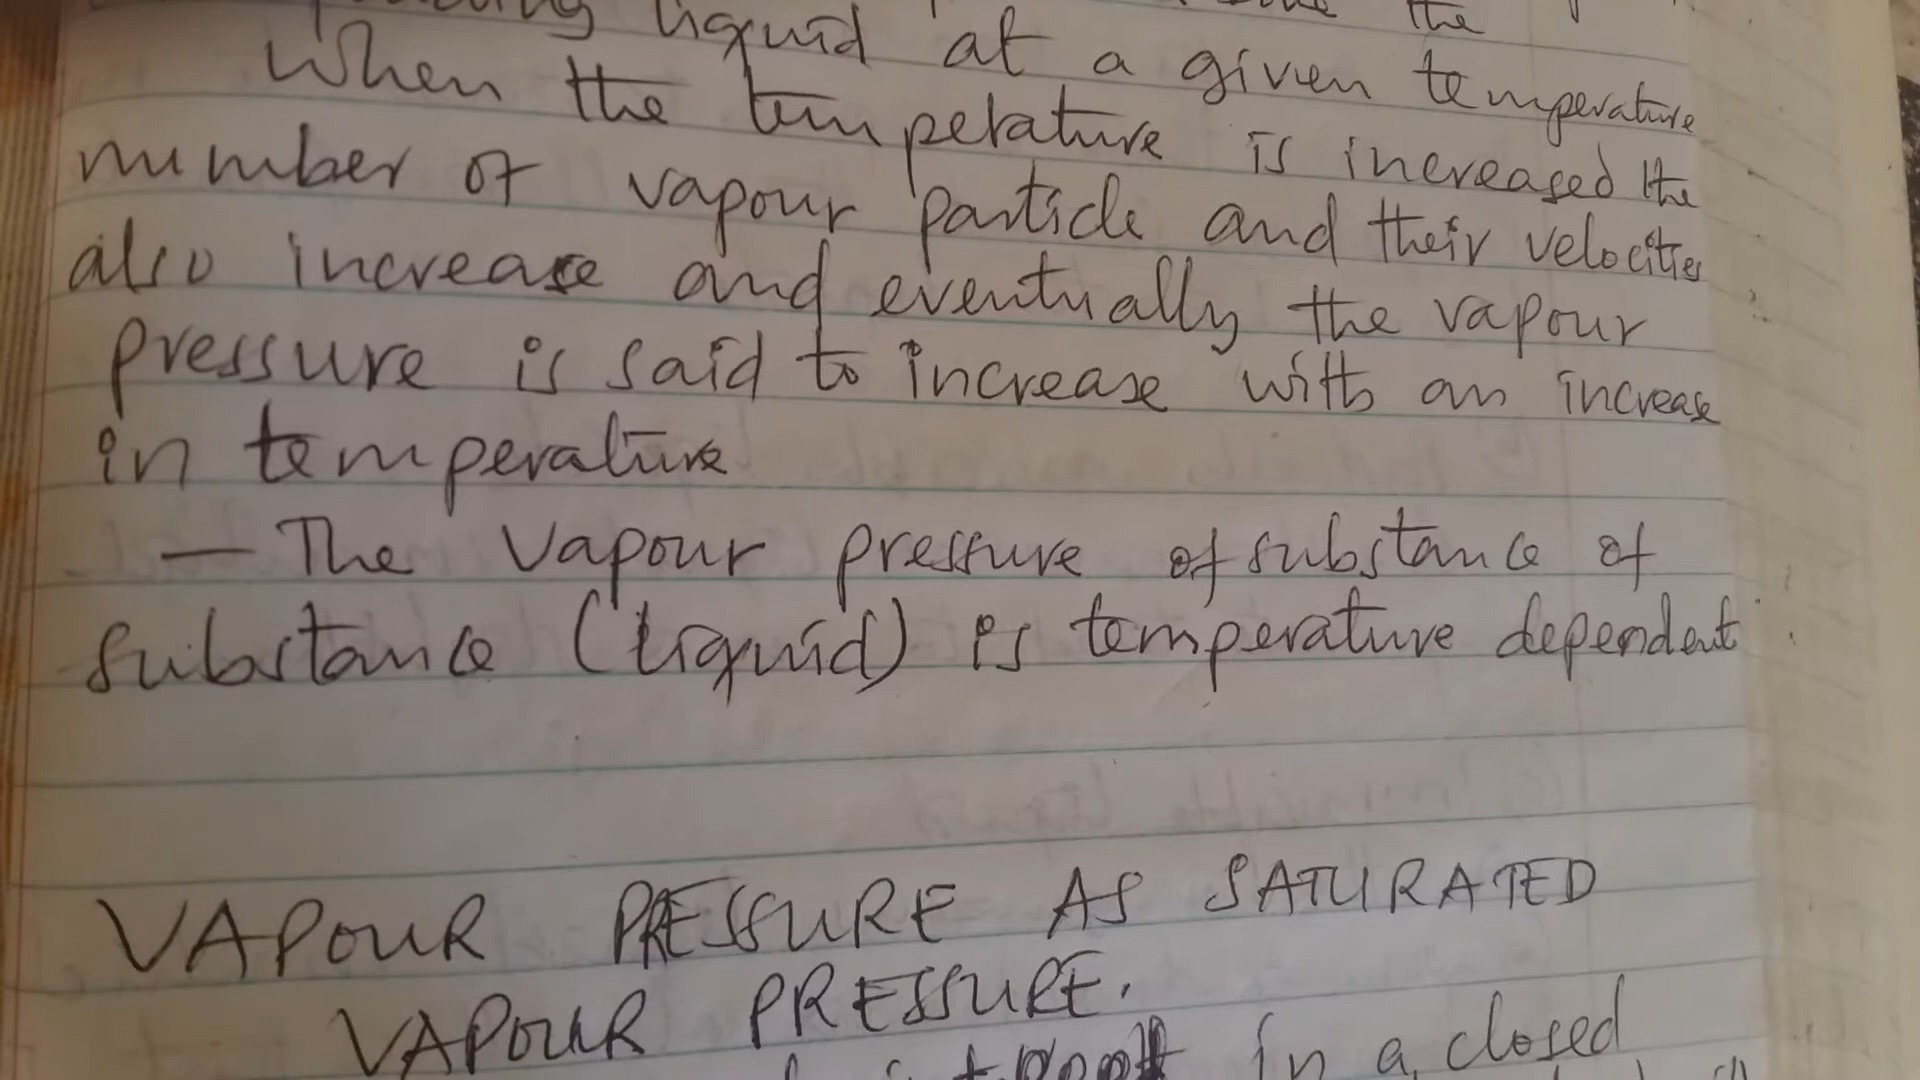 liquid at a given temperature
When the temperature is increased the
number of vapour particle and their velocities
also increase and eventually the vapour
pressure is said to increase with an increase
in temperature
— The vapour pressure of substance of
substance (liquid) is temperature dependent
VAPOUR PRESSURE AS SATURATED
VAPOUR PRESSURE.
in a closed